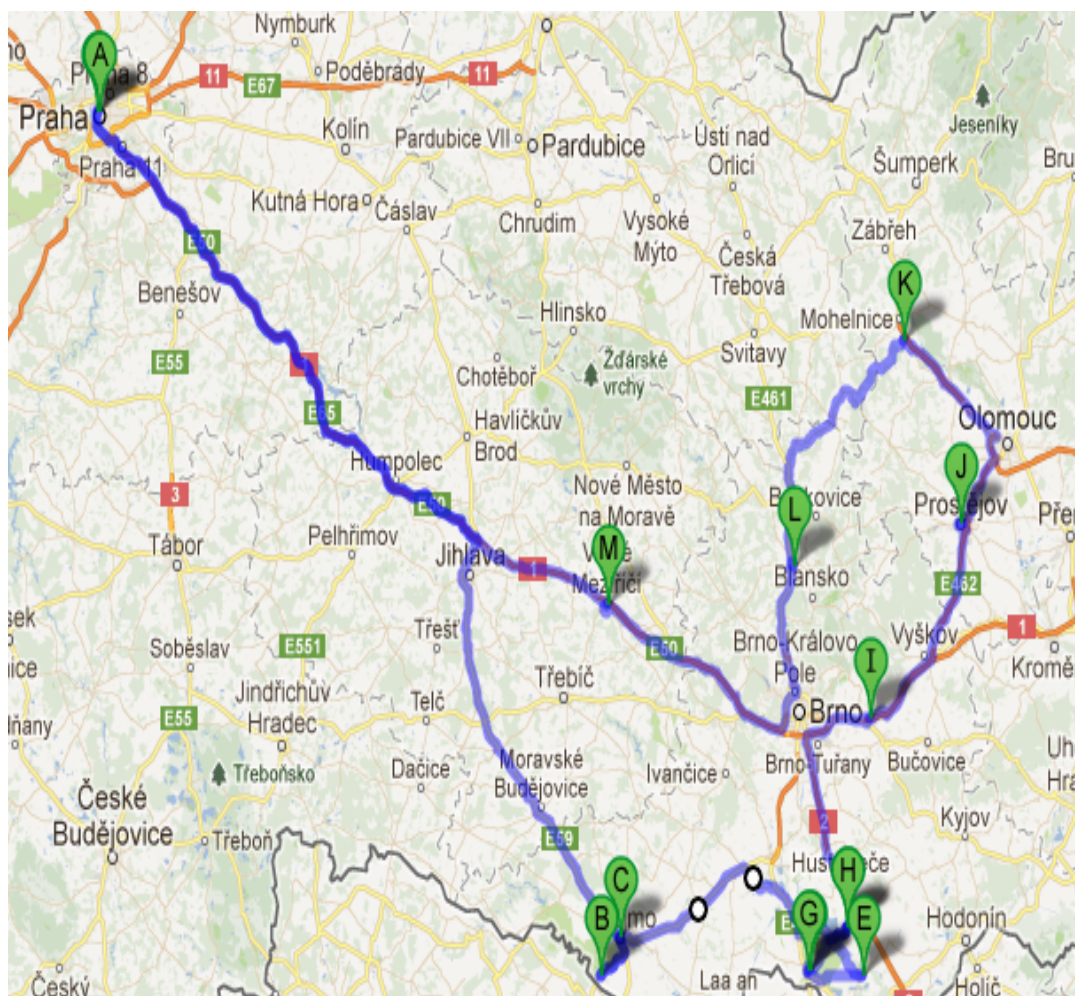 Nymburk
A
Praha 8
11
E67
Poděbrady
11
Praha
Kolín
Pardubice VII
Pardubice
Ústí nad
Orlicí
Jeseníky
Šumperk
Praha 11
Kutná Hora
Čáslav
Chrudim
Vysoké
Mýto
Zábřeh
E50
Česká
Třebová
K
Benešov
Hlinsko
Mohelnice
E55
Žďárské
vrchy
Svitavy
Chotěboř
E461
E65
Havlíčkův
Brod
Olomouc
J
Humpolec
3
Nové Město
na Moravě
L
Prostějov
E50
Tábor
Pelhřimov
M
Jihlava
1
Meziříčí
Blansko
E462
Třešť
Brno-Královo
Pole
E50
Vyškov
1
Soběslav
E551
I
Jindřichův
Hradec
Třebíč
Telč
Brno
E55
Moravské
Budějovice
Ivančice
Brno-Tuřany
Bučovice
Třeboňsko
Dačice
České
Budějovice
2
Kyjov
Třeboň
E59
H
C
B
G
E
Hodonín
Laa an
Holíč
Český